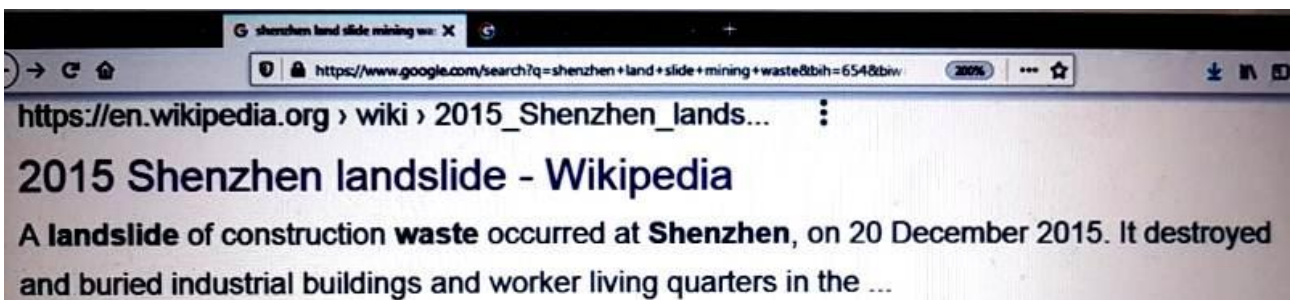 G shenzhen land slide mining wa: X G +
https://www.google.com/search?q=shenzhen+land+slide+mining+waste&bih=654&biw 200% ... 
https://en.wikipedia.org › wiki › 2015_Shenzhen_lands... ⋮
2015 Shenzhen landslide - Wikipedia
A landslide of construction waste occurred at Shenzhen, on 20 December 2015. It destroyed
and buried industrial buildings and worker living quarters in the ...